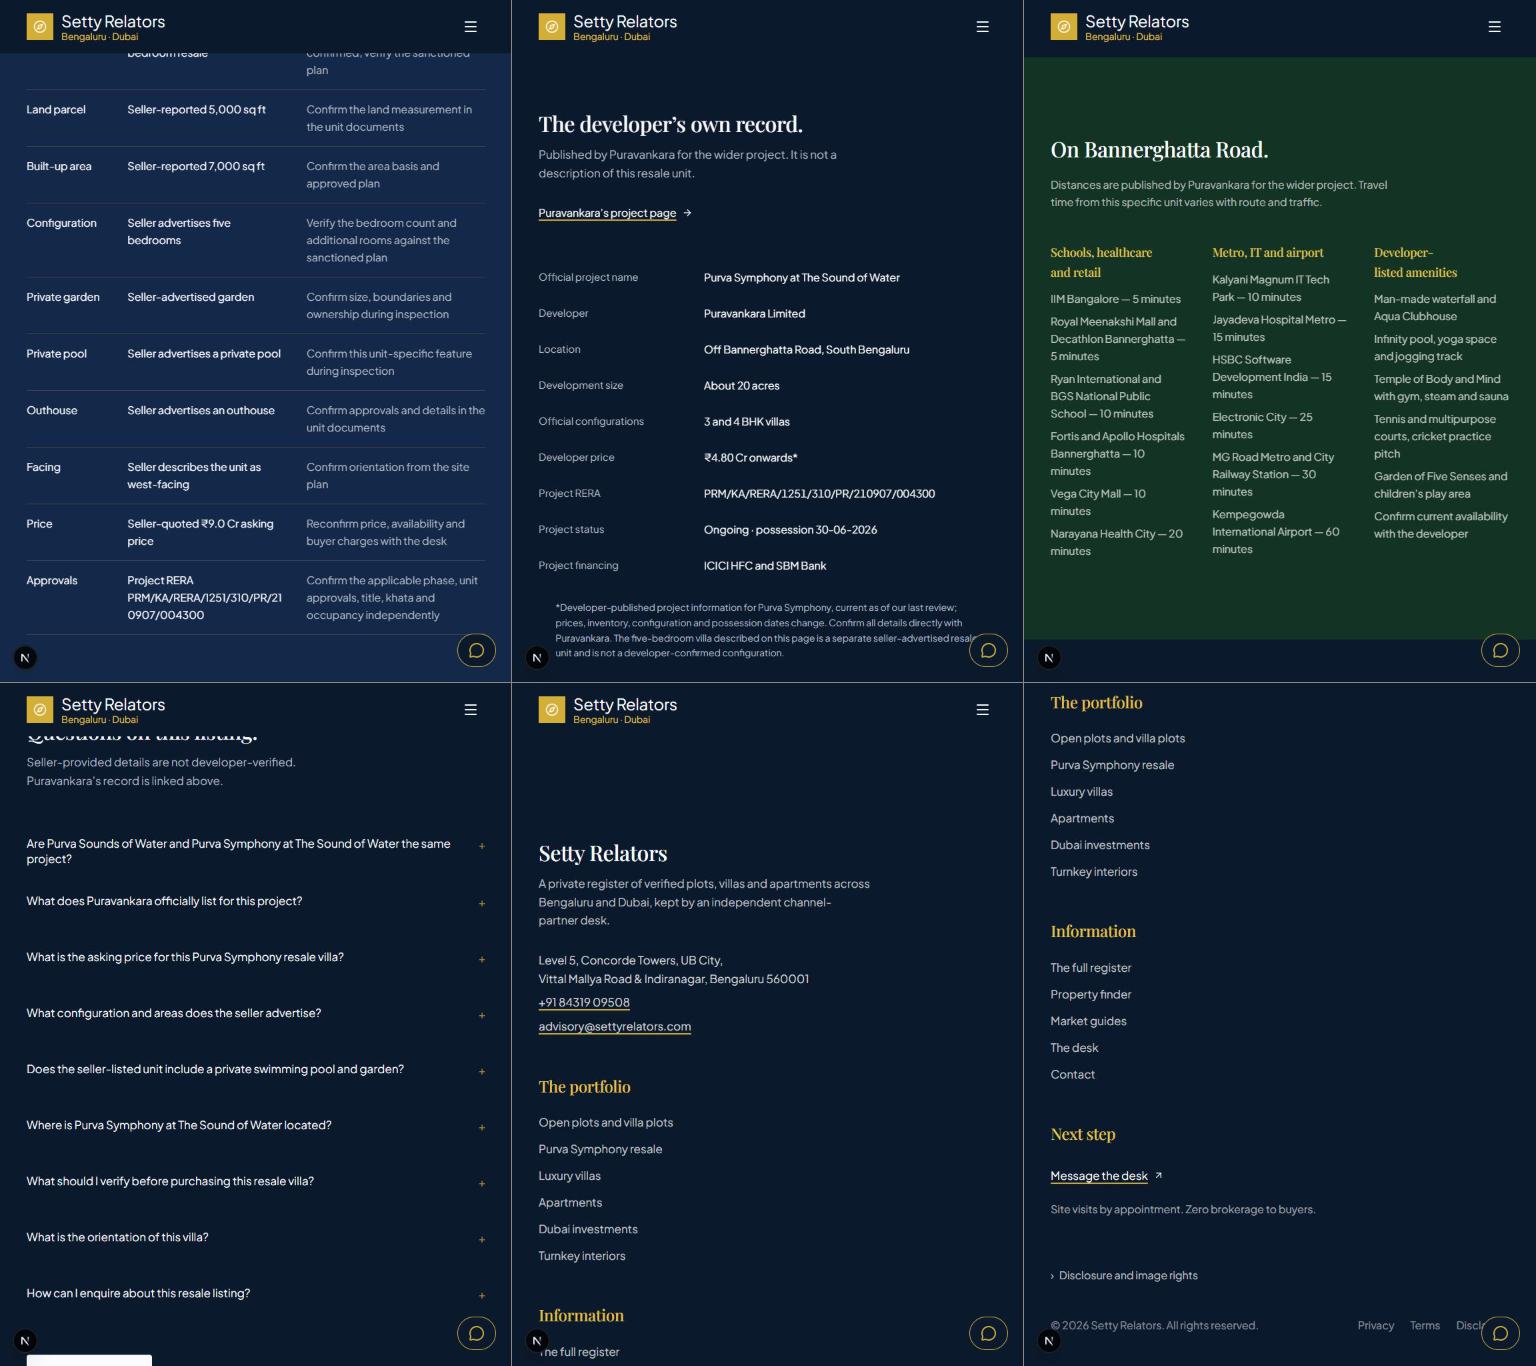 Setty Relators
Bengaluru · Dubai
bedroom resale
confirmed; verify the sanctioned
plan
Land parcel
Seller-reported 5,000 sq ft
Confirm the land measurement in
the unit documents
Built-up area
Seller-reported 7,000 sq ft
Confirm the area basis and
approved plan
Configuration
Seller advertises five
bedrooms
Verify the bedroom count and
additional rooms against the
sanctioned plan
Private garden
Seller-advertised garden
Confirm size, boundaries and
ownership during inspection
Private pool
Seller advertises a private pool
Confirm this unit-specific feature
during inspection
Outhouse
Seller advertises an outhouse
Confirm approvals and details in the
unit documents
Facing
Seller describes the unit as
west-facing
Confirm orientation from the site
plan
Price
Seller-quoted ₹9.0 Cr asking
price
Reconfirm price, availability and
buyer charges with the desk
Approvals
Project RERA
PRM/KA/RERA/1251/310/PR/21
0907/004300
Confirm the applicable phase, unit
approvals, title, khata and
occupancy independently
N
Setty Relators
Bengaluru · Dubai
The developer's own record.
Published by Puravankara for the wider project. It is not a
description of this resale unit.
Puravankara's project page →
Official project name
Purva Symphony at The Sound of Water
Developer
Puravankara Limited
Location
Off Bannerghatta Road, South Bengaluru
Development size
About 20 acres
Official configurations
3 and 4 BHK villas
Developer price
₹4.80 Cr onwards*
Project RERA
PRM/KA/RERA/1251/310/PR/210907/004300
Project status
Ongoing · possession 30-06-2026
Project financing
ICICI HFC and SBM Bank
*Developer-published project information for Purva Symphony, current as of our last review;
prices, inventory, configuration and possession dates change. Confirm all details directly with
Puravankara. The five-bedroom villa described on this page is a separate seller-advertised resale
unit and is not a developer-confirmed configuration.
N
Setty Relators
Bengaluru · Dubai
On Bannerghatta Road.
Distances are published by Puravankara for the wider project. Travel
time from this specific unit varies with route and traffic.
Schools, healthcare
and retail
IIM Bangalore — 5 minutes
Royal Meenakshi Mall and
Decathlon Bannerghatta —
5 minutes
Ryan International and
BGS National Public
School — 10 minutes
Fortis and Apollo Hospitals
Bannerghatta — 10
minutes
Vega City Mall — 10
minutes
Narayana Health City — 20
minutes
Metro, IT and airport
Kalyani Magnum IT Tech
Park — 10 minutes
Jayadeva Hospital Metro —
15 minutes
HSBC Software
Development India — 15
minutes
Electronic City — 25
minutes
MG Road Metro and City
Railway Station — 30
minutes
Kempegowda
International Airport — 60
minutes
Developer-
listed amenities
Man-made waterfall and
Aqua Clubhouse
Infinity pool, yoga space
and jogging track
Temple of Body and Mind
with gym, steam and sauna
Tennis and multipurpose
courts, cricket practice
pitch
Garden of Five Senses and
children's play area
Confirm current availability
with the developer
N
Setty Relators
Bengaluru · Dubai
Questions on this listing.
Seller-provided details are not developer-verified.
Puravankara's record is linked above.
Are Purva Sounds of Water and Purva Symphony at The Sound of Water the same
project?
+
What does Puravankara officially list for this project?
+
What is the asking price for this Purva Symphony resale villa?
+
What configuration and areas does the seller advertise?
+
Does the seller-listed unit include a private swimming pool and garden?
+
Where is Purva Symphony at The Sound of Water located?
+
What should I verify before purchasing this resale villa?
+
What is the orientation of this villa?
+
How can I enquire about this resale listing?
+
N
Setty Relators
Bengaluru · Dubai
Setty Relators
A private register of verified plots, villas and apartments across
Bengaluru and Dubai, kept by an independent channel-
partner desk.
Level 5, Concorde Towers, UB City,
Vittal Mallya Road & Indiranagar, Bengaluru 560001
+91 84319 09508
advisory@settyrelators.com
The portfolio
Open plots and villa plots
Purva Symphony resale
Luxury villas
Apartments
Dubai investments
Turnkey interiors
Information
The full register
N
The portfolio
Open plots and villa plots
Purva Symphony resale
Luxury villas
Apartments
Dubai investments
Turnkey interiors
Information
The full register
Property finder
Market guides
The desk
Contact
Next step
Message the desk ↗
Site visits by appointment. Zero brokerage to buyers.
› Disclosure and image rights
© 2026 Setty Relators. All rights reserved.
Privacy
Terms
N